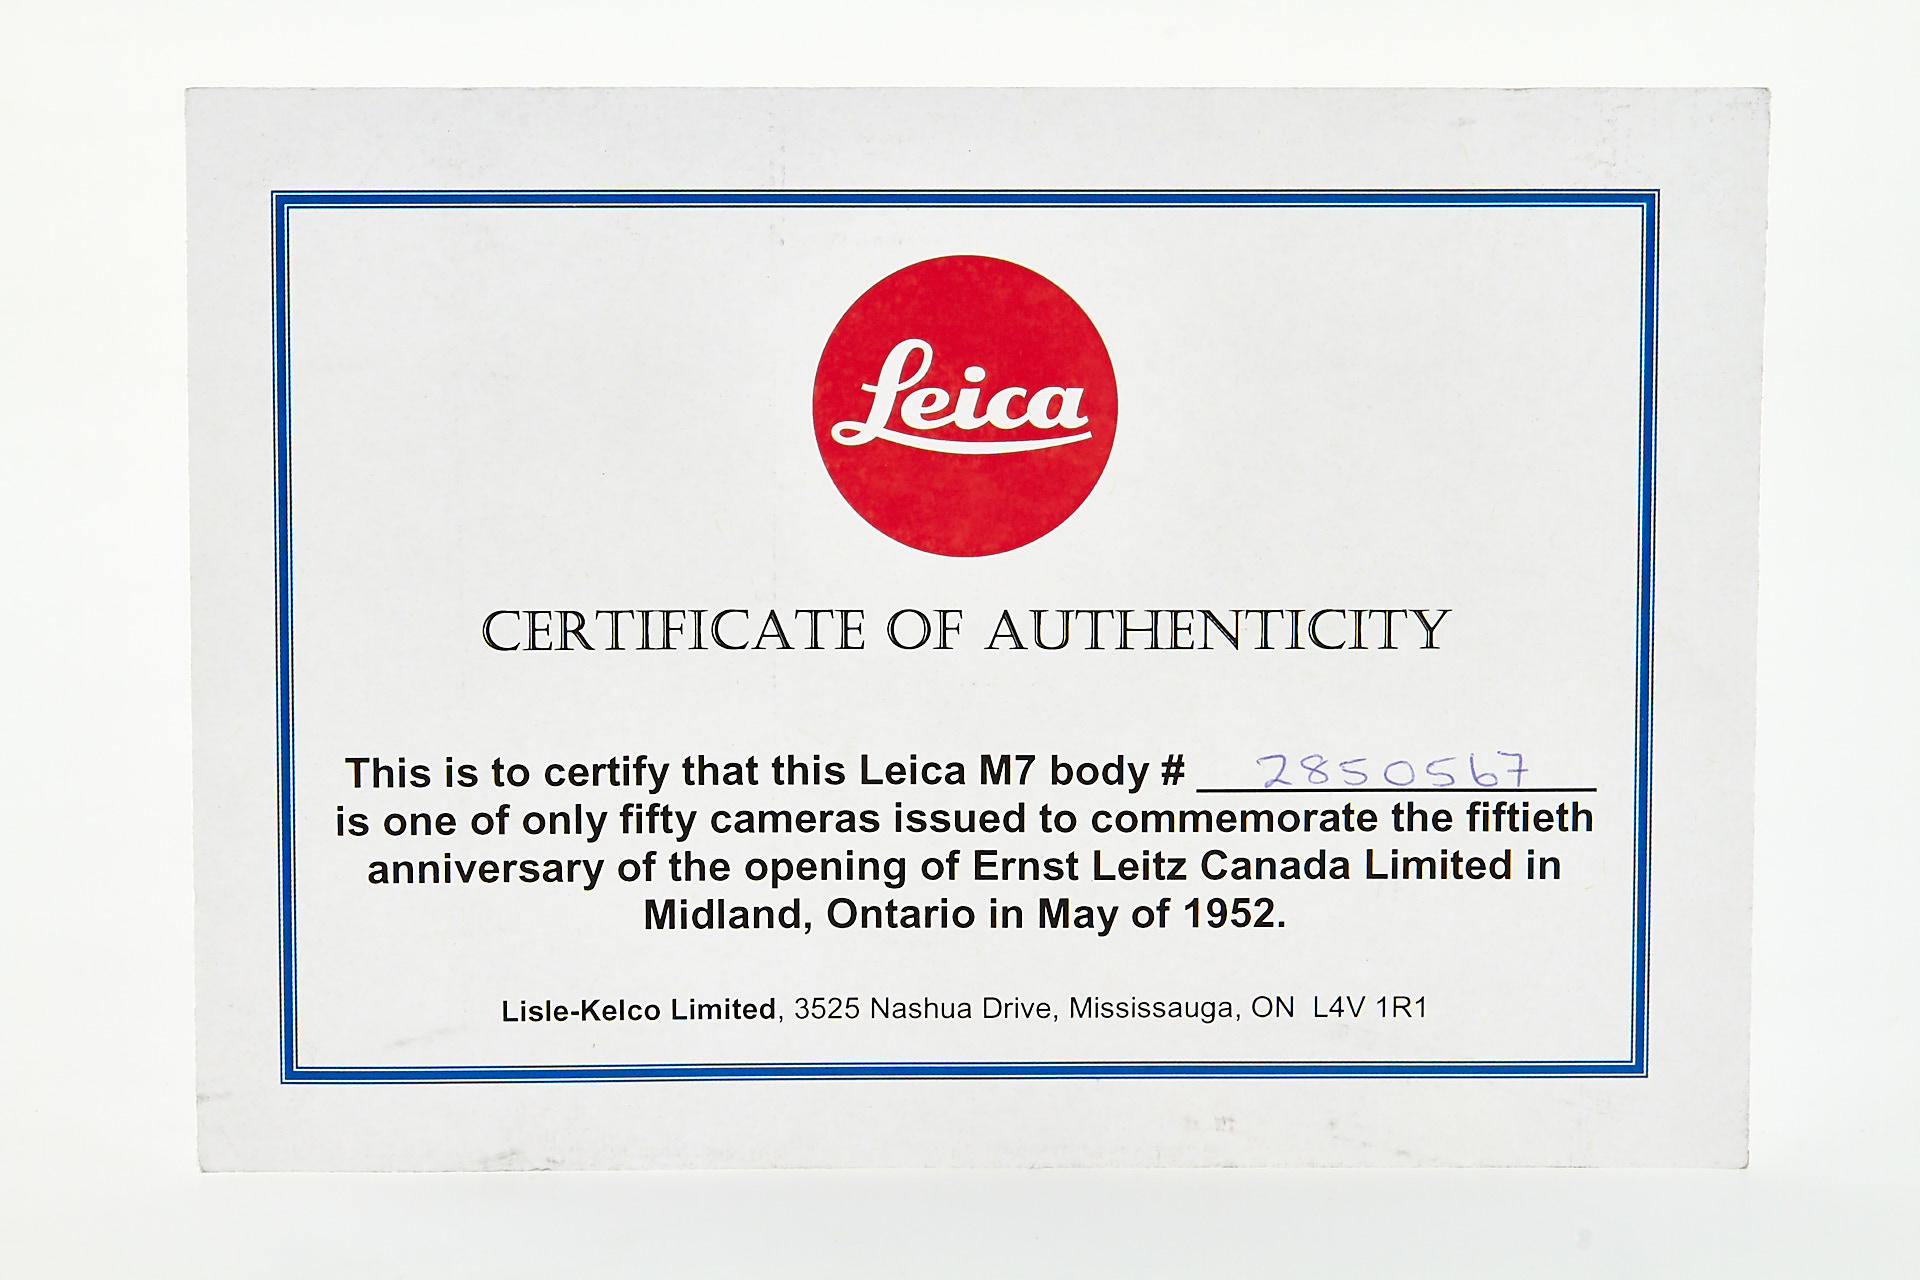 Leica
CERTIFICATE OF AUTHENTICITY
This is to certify that this Leica M7 body # 2850567
is one of only fifty cameras issued to commemorate the fiftieth
anniversary of the opening of Ernst Leitz Canada Limited in
Midland, Ontario in May of 1952.
Lisle-Kelco Limited, 3525 Nashua Drive, Mississauga, ON L4V 1R1